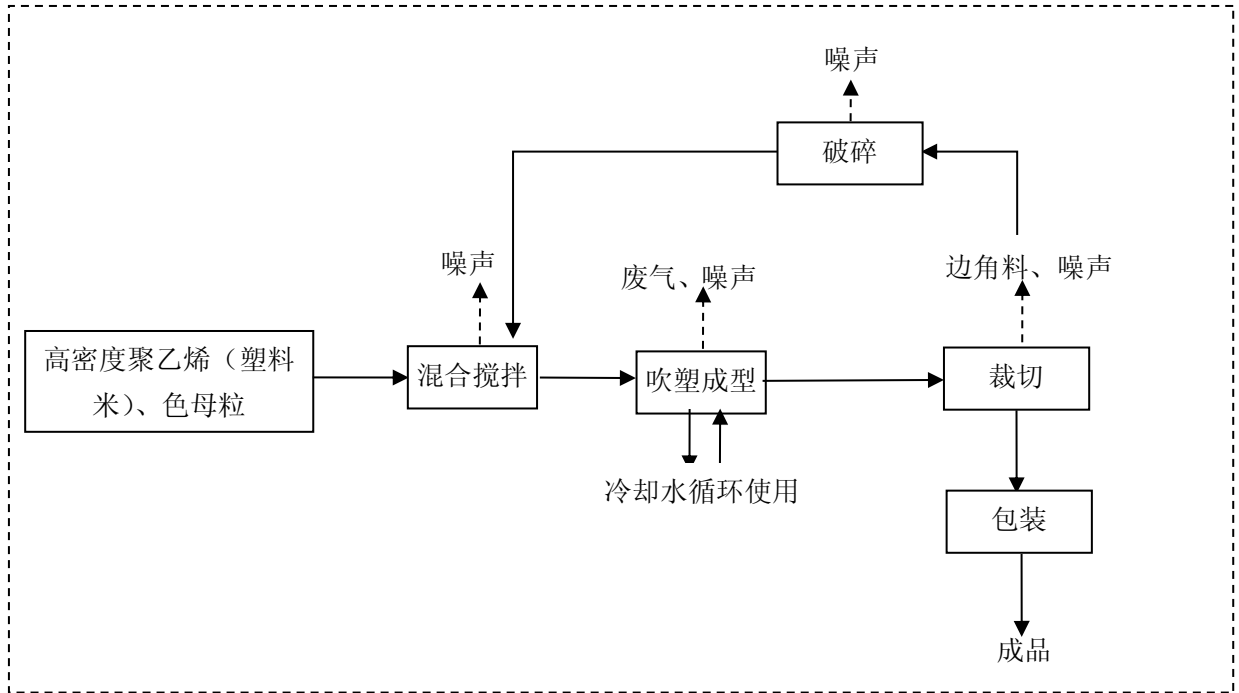 噪声
破碎
噪声
废气、噪声
边角料、噪声
高密度聚乙烯（塑料
米）、色母粒
混合搅拌
吹塑成型
裁切
冷却水循环使用
包装
成品